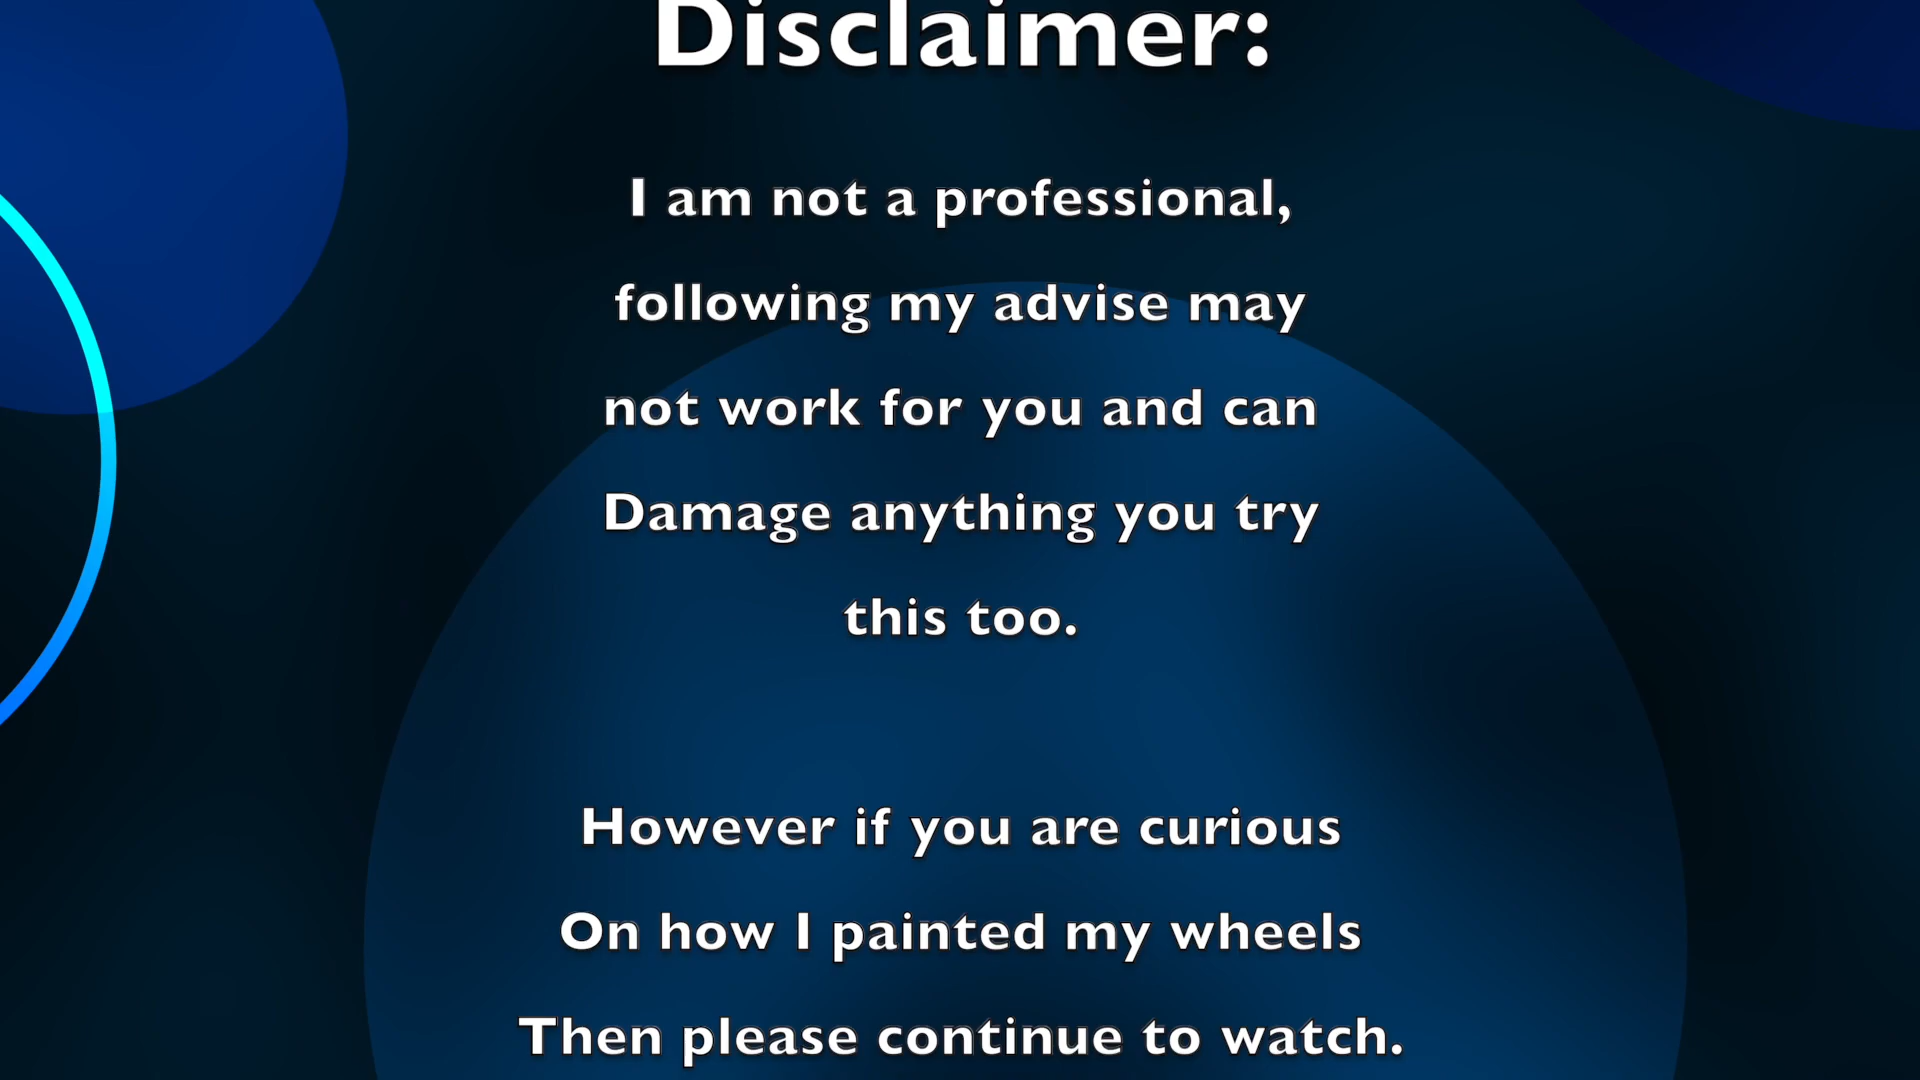 Disclaimer:
I am not a professional,
following my advise may
not work for you and can
Damage anything you try
this too.
However if you are curious
On how I painted my wheels
Then please continue to watch.